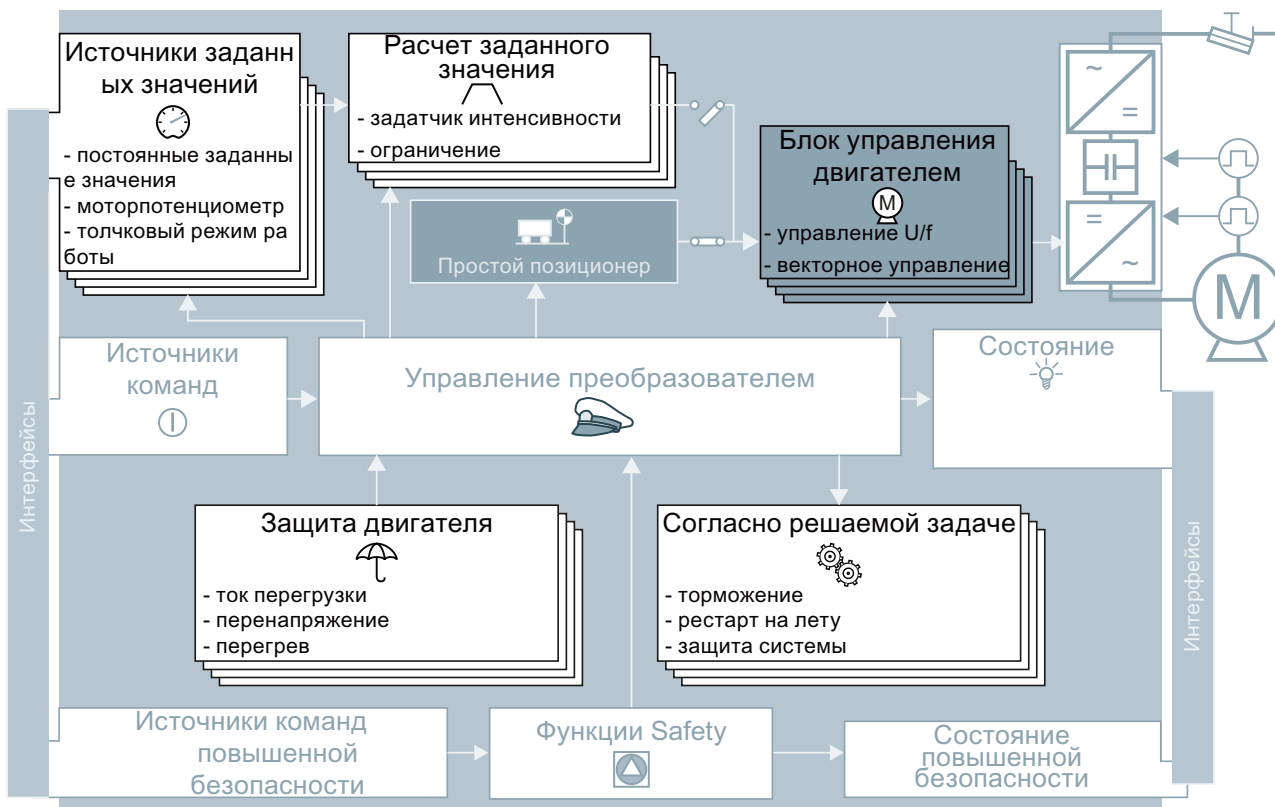 Источники заданн
ых значений
- постоянные заданны
е значения
- моторпотенциометр
- толчковый режим ра
боты
Расчет заданного
значения
- задатчик интенсивности
- ограничение
Простой позиционер
Блок управления
двигателем
M
- управление U/f
- векторное управление
~
=
=
~
M
Интерфейсы
Источники
команд
Управление преобразователем
Состояние
Защита двигателя
- ток перегрузки
- перенапряжение
- перегрев
Согласно решаемой задаче
- торможение
- рестарт на лету
- защита системы
Интерфейсы
Источники команд
повышенной
безопасности
Функции Safety
Состояние
повышенной
безопасности